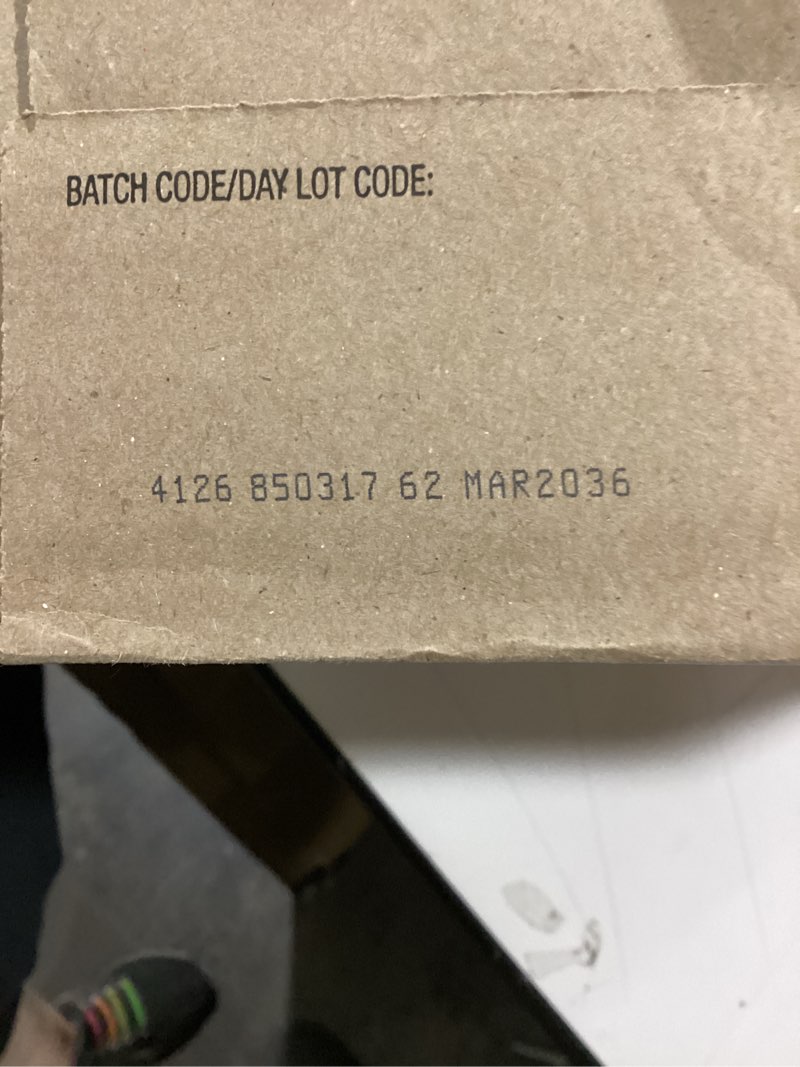 BATCH CODE/DAY LOT CODE:
4126 850317 62 MAR2036